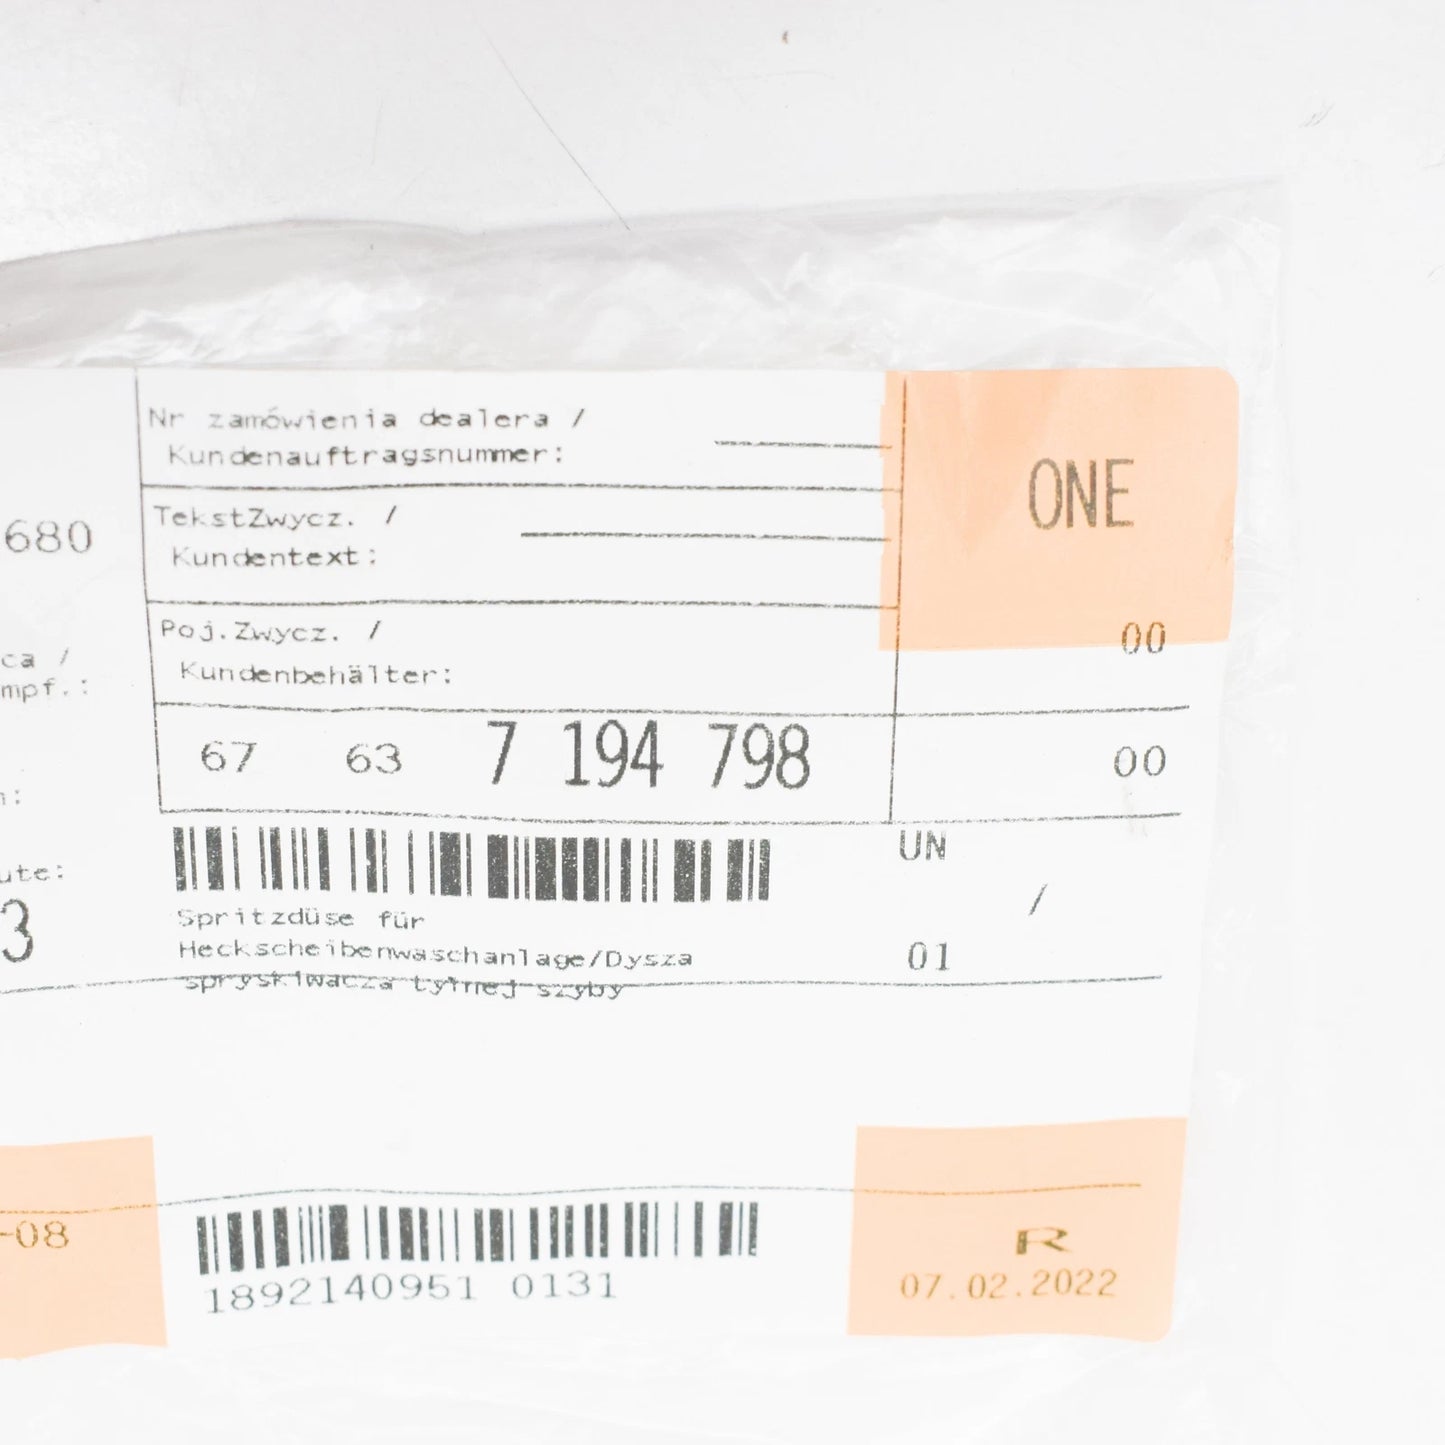 Nr zamówienia dealera /
Kundenauftragsnummer:
ONE
680
TekstZwycz. /
Kundentext:
Poj.Zwycz. /
00
ca /
Kundenbehälter:
mpf.:
67 63 7 194 798 00
n:
UN
ute:
3
/
Spritzdüse für
Heckscheibenwaschanlage/Dysza
01
spryskiwacza tylnej szyby
-08
R
1892140951 0131
07.02.2022